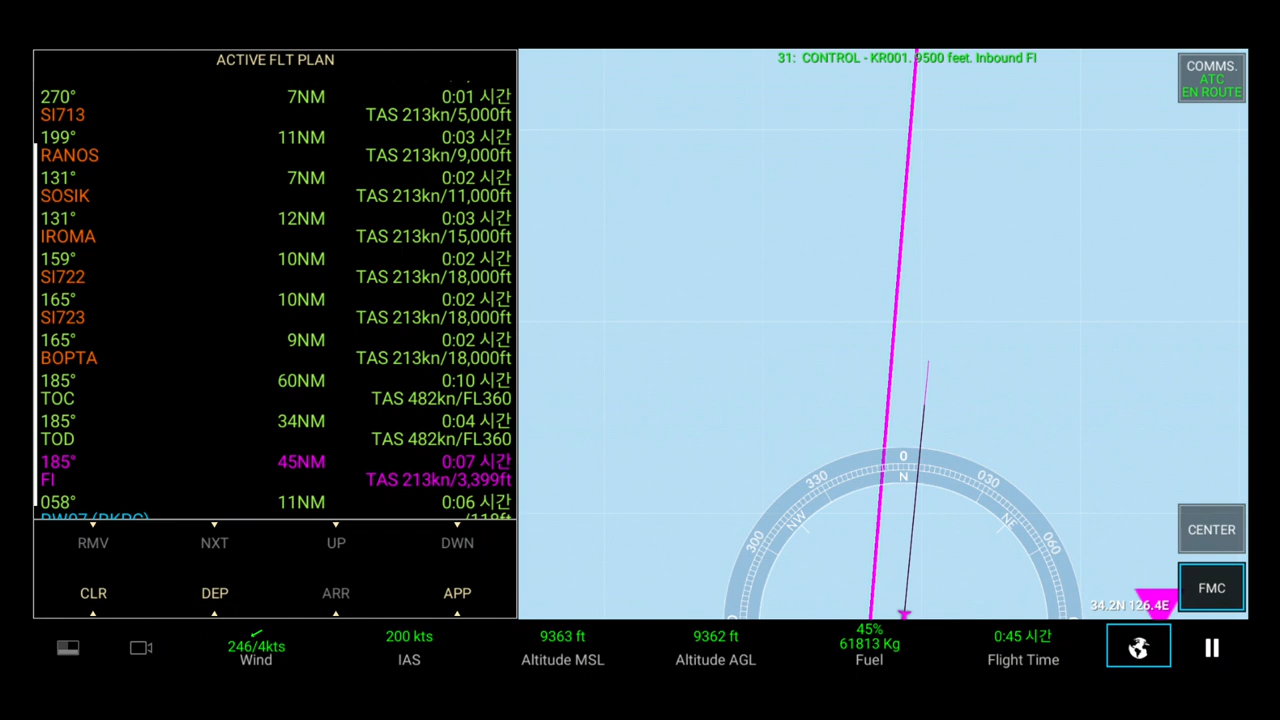 ACTIVE FLT PLAN
270° 7NM 0:01 시간
SI713 TAS 213kn/5,000ft
199° 11NM 0:03 시간
RANOS TAS 213kn/9,000ft
131° 7NM 0:02 시간
SOSIK TAS 213kn/11,000ft
131° 12NM 0:03 시간
IROMA TAS 213kn/15,000ft
159° 10NM 0:02 시간
SI722 TAS 213kn/18,000ft
165° 10NM 0:02 시간
SI723 TAS 213kn/18,000ft
165° 9NM 0:02 시간
BOPTA TAS 213kn/18,000ft
185° 60NM 0:10 시간
TOC TAS 482kn/FL360
185° 34NM 0:04 시간
TOD TAS 482kn/FL360
185° 45NM 0:07 시간
FI TAS 213kn/3,399ft
058° 11NM 0:06 시간
RMV NXT UP DWN
CLR DEP ARR APP
31: CONTROL - KR001. 9500 feet. Inbound FI
COMMS.
ATC
EN ROUTE
0
N
330
030
NW
NE
300
060
CENTER
FMC
34.2N 126.4E
246/4kts
Wind
200 kts
IAS
9363 ft
Altitude MSL
9362 ft
Altitude AGL
45%
61813 Kg
Fuel
0:45 시간
Flight Time